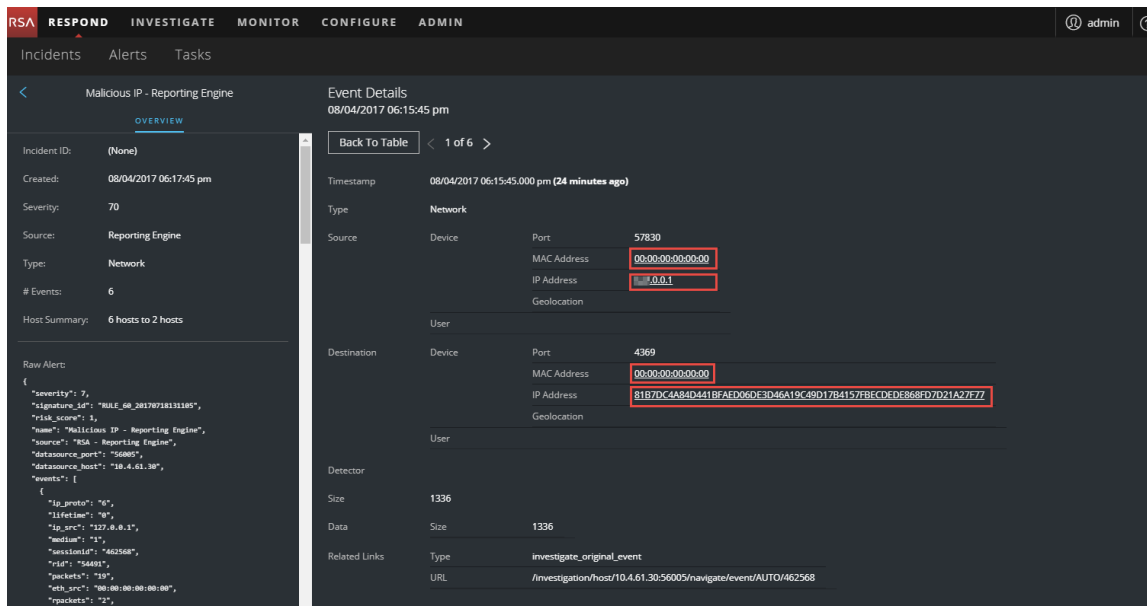 RSA RESPOND INVESTIGATE MONITOR CONFIGURE ADMIN admin
Incidents Alerts Tasks
Malicious IP - Reporting Engine
OVERVIEW
Incident ID: (None)
Created: 08/04/2017 06:17:45 pm
Severity: 70
Source: Reporting Engine
Type: Network
# Events: 6
Host Summary: 6 hosts to 2 hosts
Raw Alert:
{
"severity": 7,
"signature_id": "RULE_60_20170718131105",
"risk_score": 1,
"name": "Malicious IP - Reporting Engine",
"source": "RSA - Reporting Engine",
"datasource_port": "56005",
"datasource_host": "10.4.61.30",
"events": [
{
"ip_proto": "6",
"lifetime": "0",
"ip_src": "127.0.0.1",
"medium": "1",
"sessionid": "462568",
"rid": "54491",
"packets": "19",
"eth_src": "00:00:00:00:00:00",
"rpackets": "2",
Event Details
08/04/2017 06:15:45 pm
Back To Table < 1 of 6 >
Timestamp 08/04/2017 06:15:45.000 pm (24 minutes ago)
Type Network
Source Device Port 57830
MAC Address 00:00:00:00:00:00
IP Address .0.0.1
Geolocation
User
Destination Device Port 4369
MAC Address 00:00:00:00:00:00
IP Address 81B7DC4A84D441BFAED06DE3D46A19C49D17B4157FBECDEDE868FD7D21A27F77
Geolocation
User
Detector
Size 1336
Data Size 1336
Related Links Type investigate_original_event
URL /investigation/host/10.4.61.30:56005/navigate/event/AUTO/462568